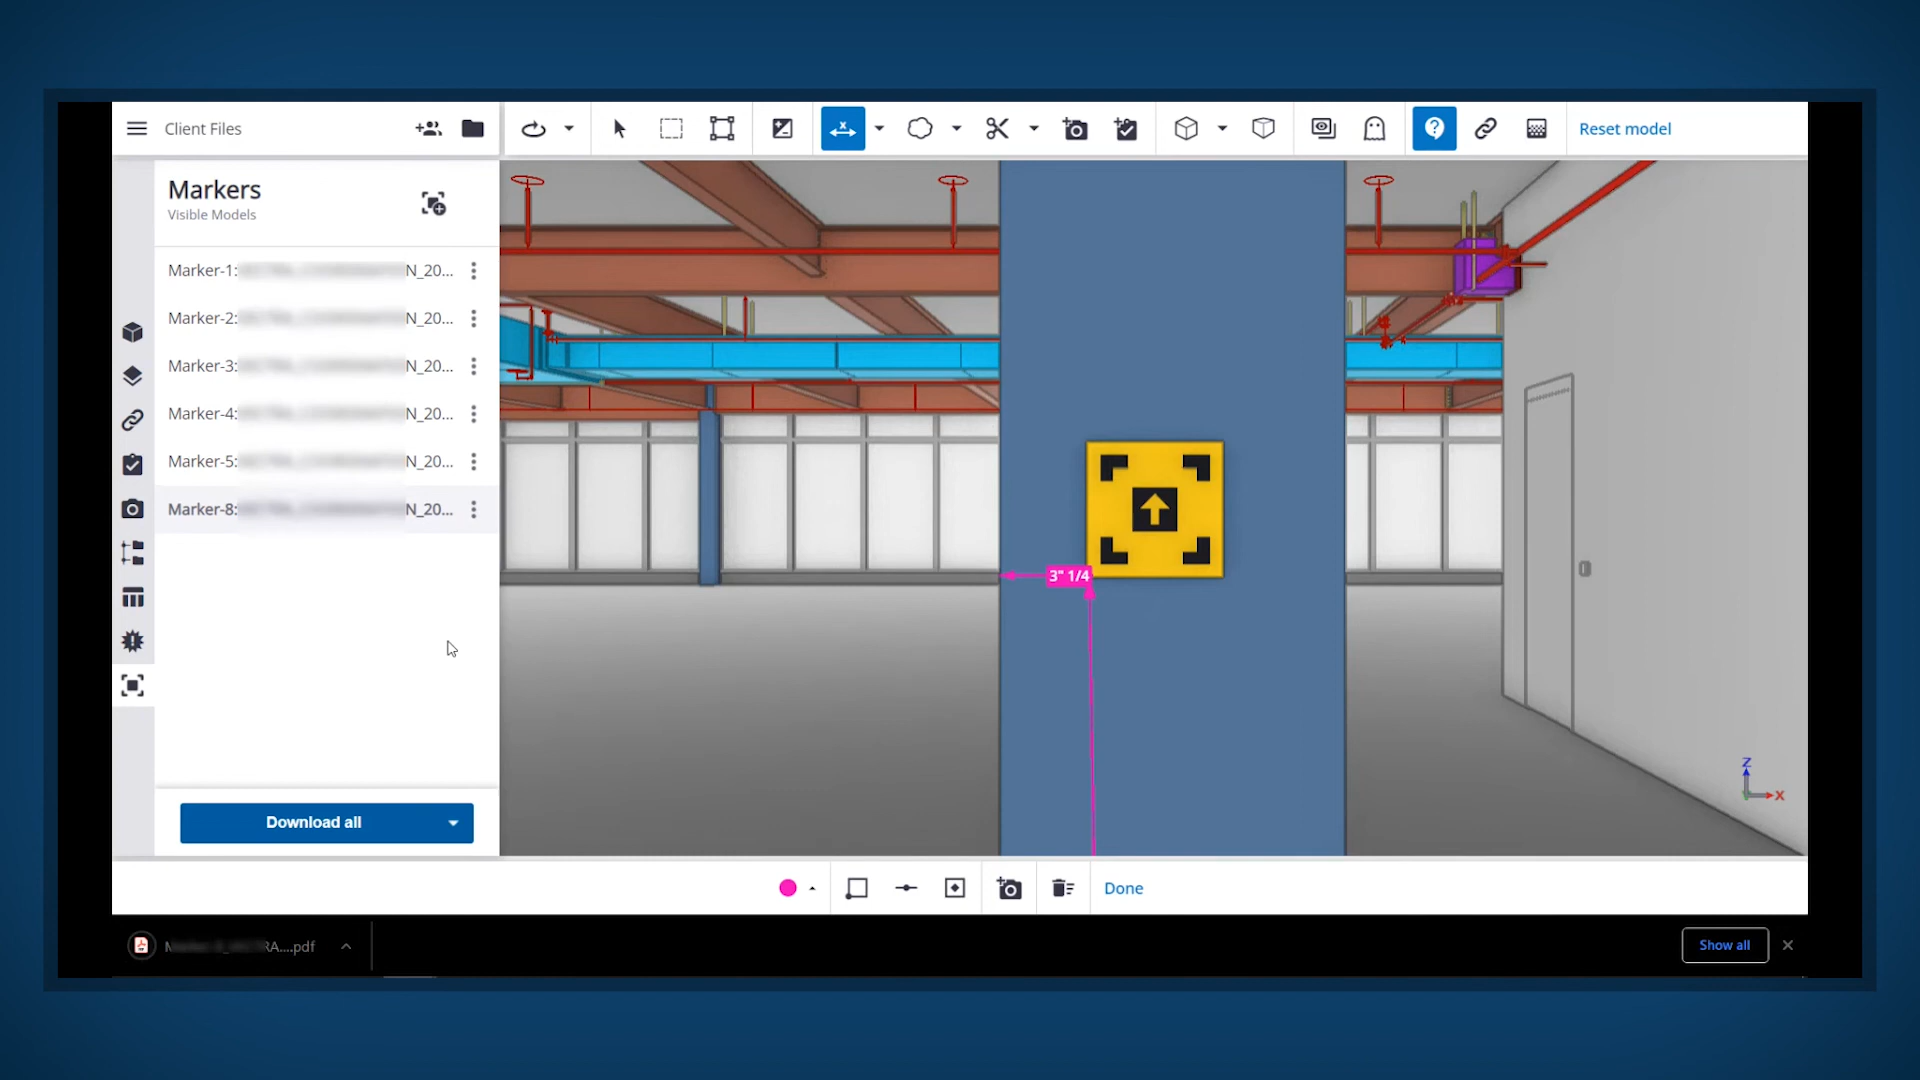 Client Files
Reset model
Markers
Visible Models
Marker-1: N_20...
Marker-2: N_20...
Marker-3: N_20...
Marker-4: N_20...
Marker-5: N_20...
Marker-8: N_20...
3" 1/4
Z
X
Download all
Done
RA....pdf
Show all